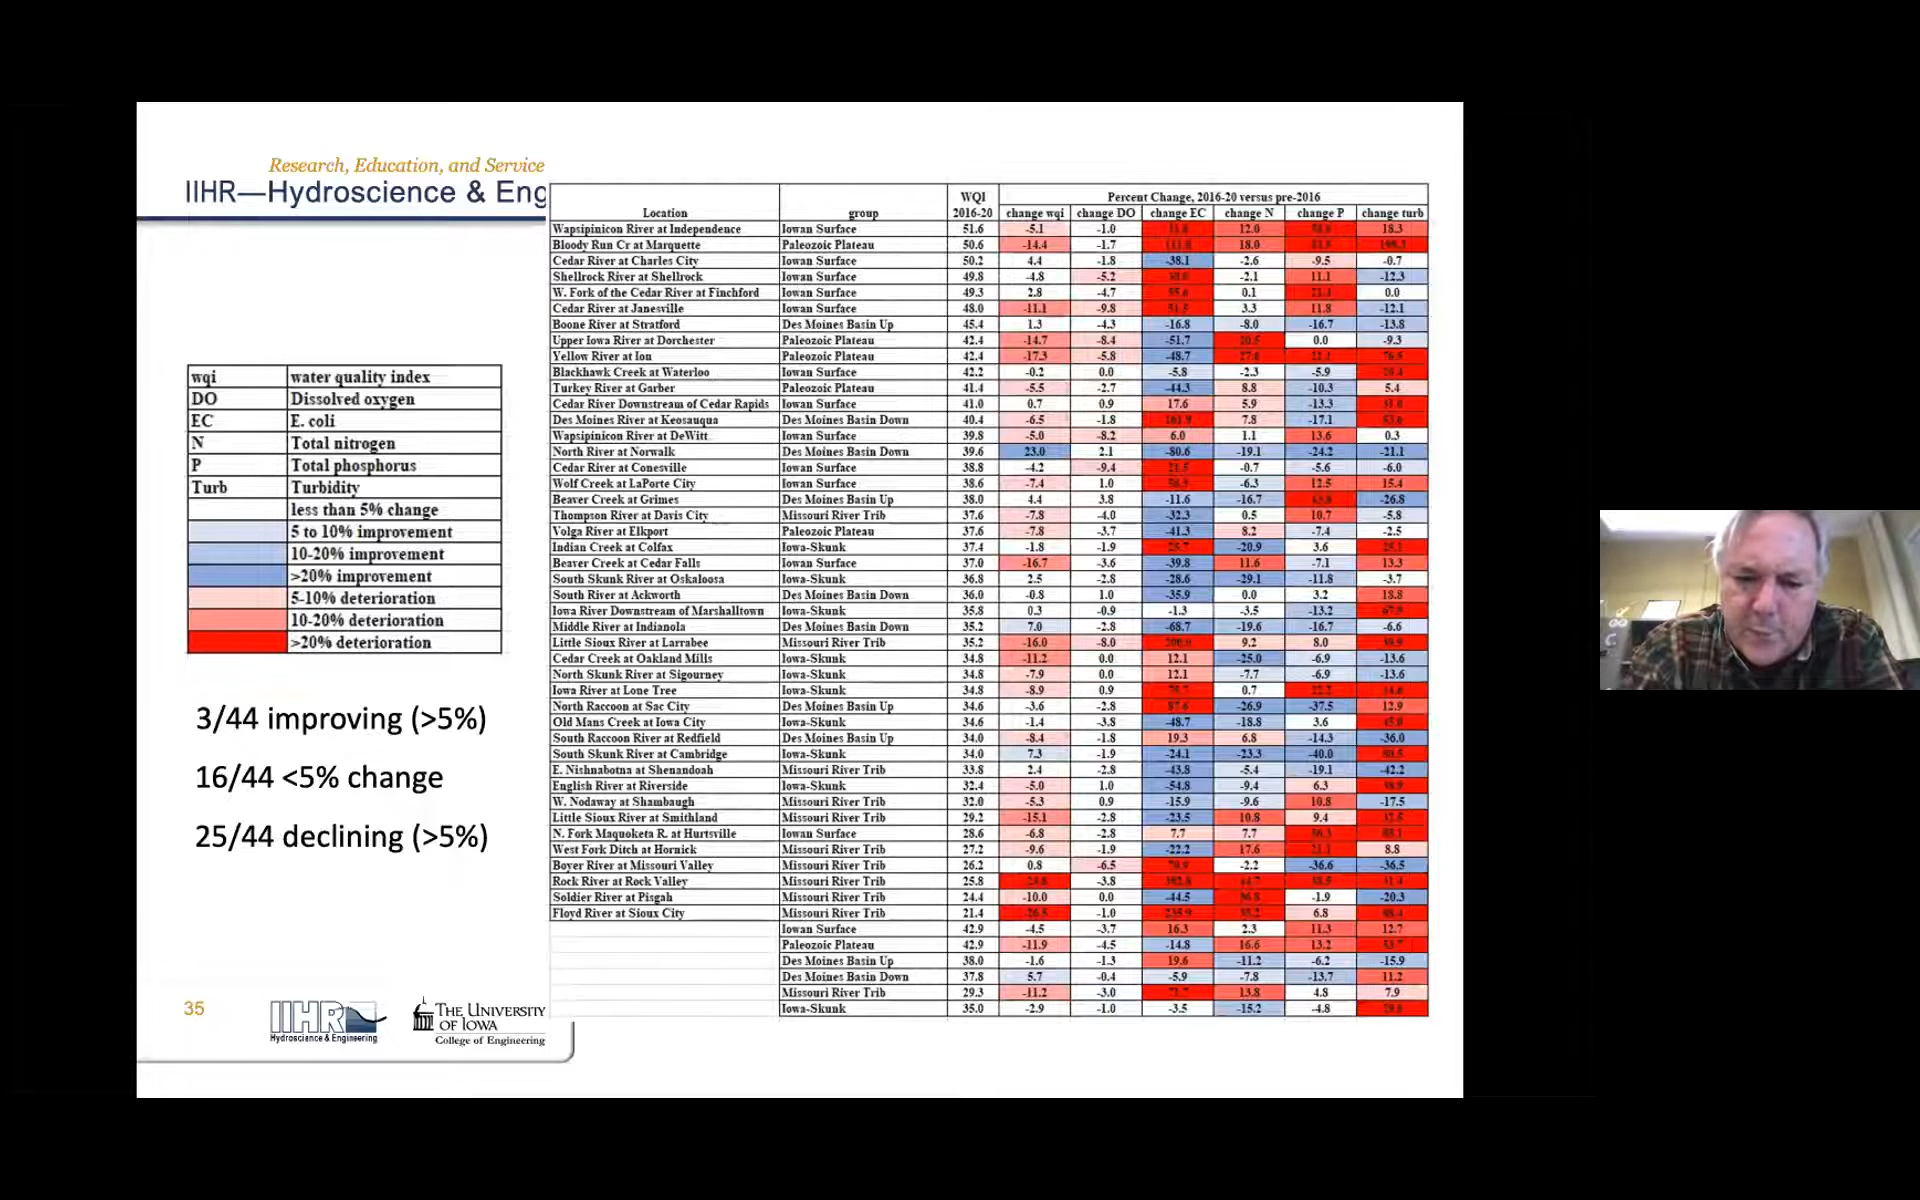 Research, Education, and Service
IIHR—Hydroscience & Eng
wqi water quality index
DO Dissolved oxygen
EC E. coli
N Total nitrogen
P Total phosphorus
Turb Turbidity
less than 5% change
5 to 10% improvement
10-20% improvement
>20% improvement
5-10% deterioration
10-20% deterioration
>20% deterioration
3/44 improving (>5%)
16/44 <5% change
25/44 declining (>5%)
35
IIHR
Hydroscience & Engineering
THE UNIVERSITY
OF IOWA
College of Engineering
WQI Percent Change, 2016-20 versus pre-2016
Location group 2016-20 change wqi change DO change EC change N change P change turb
Wapsipinicon River at Independence Iowan Surface 51.6 -5.1 -1.0 12.0 18.3
Bloody Run Cr at Marquette Paleozoic Plateau 50.6 -14.4 -1.7 18.0
Cedar River at Charles City Iowan Surface 50.2 4.4 -1.8 -38.1 -2.6 -9.5 -0.7
Shellrock River at Shellrock Iowan Surface 49.8 -4.8 -5.2 -2.1 11.1 -12.3
W. Fork of the Cedar River at Finchford Iowan Surface 49.3 2.8 -4.7 0.1 0.0
Cedar River at Janesville Iowan Surface 48.0 -11.1 -9.8 3.3 11.8 -12.1
Boone River at Stratford Des Moines Basin Up 45.4 1.3 -4.3 -16.8 -8.0 -16.7 -13.8
Upper Iowa River at Dorchester Paleozoic Plateau 42.4 -14.7 -8.4 -51.7 0.0 -9.3
Yellow River at Ion Paleozoic Plateau 42.4 -17.3 -5.8 -48.7
Blackhawk Creek at Waterloo Iowan Surface 42.2 -0.2 0.0 -5.8 -2.3 -5.9
Turkey River at Garber Paleozoic Plateau 41.4 -5.5 -2.7 -44.3 8.8 -10.3 5.4
Cedar River Downstream of Cedar Rapids Iowan Surface 41.0 0.7 0.9 17.6 5.9 -13.3
Des Moines River at Keosauqua Des Moines Basin Down 40.4 -6.5 -1.8 7.8 -17.1
Wapsipinicon River at DeWitt Iowan Surface 39.8 -5.0 -8.2 6.0 1.1 13.6 0.3
North River at Norwalk Des Moines Basin Down 39.6 23.0 2.1 -80.6 -19.1 -24.2 -21.1
Cedar River at Conesville Iowan Surface 38.8 -4.2 -9.4 -0.7 -5.6 -6.0
Wolf Creek at LaPorte City Iowan Surface 38.6 -7.4 1.0 -6.3 12.5 15.4
Beaver Creek at Grimes Des Moines Basin Up 38.0 4.4 3.8 -11.6 -16.7 -26.8
Thompson River at Davis City Missouri River Trib 37.6 -7.8 -4.0 -32.3 0.5 10.7 -5.8
Volga River at Elkport Paleozoic Plateau 37.6 -7.8 -3.7 -41.3 8.2 -7.4 -2.5
Indian Creek at Colfax Iowa-Skunk 37.4 -1.8 -1.9 -20.9 3.6
Beaver Creek at Cedar Falls Iowan Surface 37.0 -16.7 -3.6 -39.8 11.6 -7.1 13.3
South Skunk River at Oskaloosa Iowa-Skunk 36.8 2.5 -2.8 -28.6 -29.1 -11.8 -3.7
South River at Ackworth Des Moines Basin Down 36.0 -0.8 1.0 -35.9 0.0 3.2 18.8
Iowa River Downstream of Marshalltown Iowa-Skunk 35.8 0.3 -0.9 -1.3 -3.5 -13.2
Middle River at Indianola Des Moines Basin Down 35.2 7.0 -2.8 -68.7 -19.6 -16.7 -6.6
Little Sioux River at Larrabee Missouri River Trib 35.2 -16.0 -8.0 9.2 8.0
Cedar Creek at Oakland Mills Iowa-Skunk 34.8 -11.2 0.0 12.1 -25.0 -6.9 -13.6
North Skunk River at Sigourney Iowa-Skunk 34.8 -7.9 0.0 12.1 -7.7 -6.9 -13.6
Iowa River at Lone Tree Iowa-Skunk 34.8 -8.9 0.9 0.7
North Raccoon at Sac City Des Moines Basin Up 34.6 -3.6 -2.8 -26.9 -37.5 12.9
Old Mans Creek at Iowa City Iowa-Skunk 34.6 -1.4 -3.8 -48.7 -18.8 3.6
South Raccoon River at Redfield Des Moines Basin Up 34.0 -8.4 -1.8 19.3 6.8 -14.3 -36.0
South Skunk River at Cambridge Iowa-Skunk 34.0 7.3 -1.9 -24.1 -23.3 -40.0
E. Nishnabotna at Shenandoah Missouri River Trib 33.8 2.4 -2.8 -43.8 -5.4 -19.1 -42.2
English River at Riverside Iowa-Skunk 32.4 -5.0 1.0 -54.8 -9.4 6.3
W. Nodaway at Shambaugh Missouri River Trib 32.0 -5.3 0.9 -15.9 -9.6 10.8 -17.5
Little Sioux River at Smithland Missouri River Trib 29.2 -15.1 -2.8 -23.5 10.8 9.4
N. Fork Maquoketa R. at Hurtsville Iowan Surface 28.6 -6.8 -2.8 7.7 7.7
West Fork Ditch at Hornick Missouri River Trib 27.2 -9.6 -1.9 -22.2 17.6 8.8
Boyer River at Missouri Valley Missouri River Trib 26.2 0.8 -6.5 -2.2 -36.6 -36.5
Rock River at Rock Valley Missouri River Trib 25.8 -3.8
Soldier River at Pisgah Missouri River Trib 24.4 -10.0 0.0 -44.5 -1.9 -20.3
Floyd River at Sioux City Missouri River Trib 21.4 -1.0 6.8
Iowan Surface 42.9 -4.5 -3.7 16.3 2.3 11.3 12.7
Paleozoic Plateau 42.9 -11.9 -4.5 -14.8 16.6 13.2
Des Moines Basin Up 38.0 -1.6 -1.3 19.6 -11.2 -6.2 -15.9
Des Moines Basin Down 37.8 5.7 -0.4 -5.9 -7.8 -13.7 11.2
Missouri River Trib 29.3 -11.2 -3.0 13.8 4.8 7.9
Iowa-Skunk 35.0 -2.9 -1.0 -3.5 -15.2 -4.8